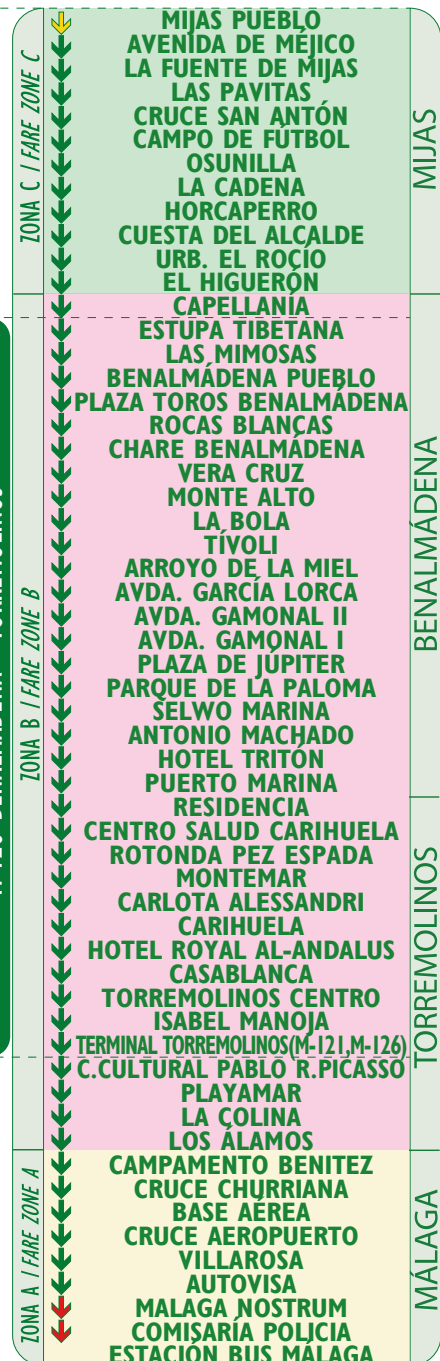 MIJAS PUEBLO
AVENIDA DE MÉJICO
LA FUENTE DE MIJAS
LAS PAVITAS
CRUCE SAN ANTÓN
CAMPO DE FÚTBOL
OSUNILLA
LA CADENA
HORCAPERRO
CUESTA DEL ALCALDE
URB. EL ROCÍO
EL HIGUERÓN
CAPELLANÍA
ESTUPA TIBETANA
LAS MIMOSAS
BENALMÁDENA PUEBLO
PLAZA TOROS BENALMÁDENA
ROCAS BLANCAS
CHARE BENALMÁDENA
VERA CRUZ
MONTE ALTO
LA BOLA
TÍVOLI
ARROYO DE LA MIEL
AVDA. GARCÍA LORCA
AVDA. GAMONAL II
AVDA. GAMONAL I
PLAZA DE JÚPITER
PARQUE DE LA PALOMA
SELWO MARINA
ANTONIO MACHADO
HOTEL TRITÓN
PUERTO MARINA
RESIDENCIA
CENTRO SALUD CARIHUELA
ROTONDA PEZ ESPADA
MONTEMAR
CARLOTA ALESSANDRI
CARIHUELA
HOTEL ROYAL AL-ANDALUS
CASABLANCA
TORREMOLINOS CENTRO
ISABEL MANOJA
TERMINAL TORREMOLINOS(M-121,M-126)
C.CULTURAL PABLO R.PICASSO
PLAYAMAR
LA COLINA
LOS ÁLAMOS
CAMPAMENTO BENITEZ
CRUCE CHURRIANA
BASE AÉREA
CRUCE AEROPUERTO
VILLAROSA
AUTOVISA
MALAGA NOSTRUM
COMISARÍA POLICIA
ESTACIÓN BUS MÁLAGA
ZONA C / FARE ZONE C
ZONA B / FARE ZONE B
ZONA A / FARE ZONE A
MIJAS
BENALMÁDENA
TORREMOLINOS
MÁLAGA